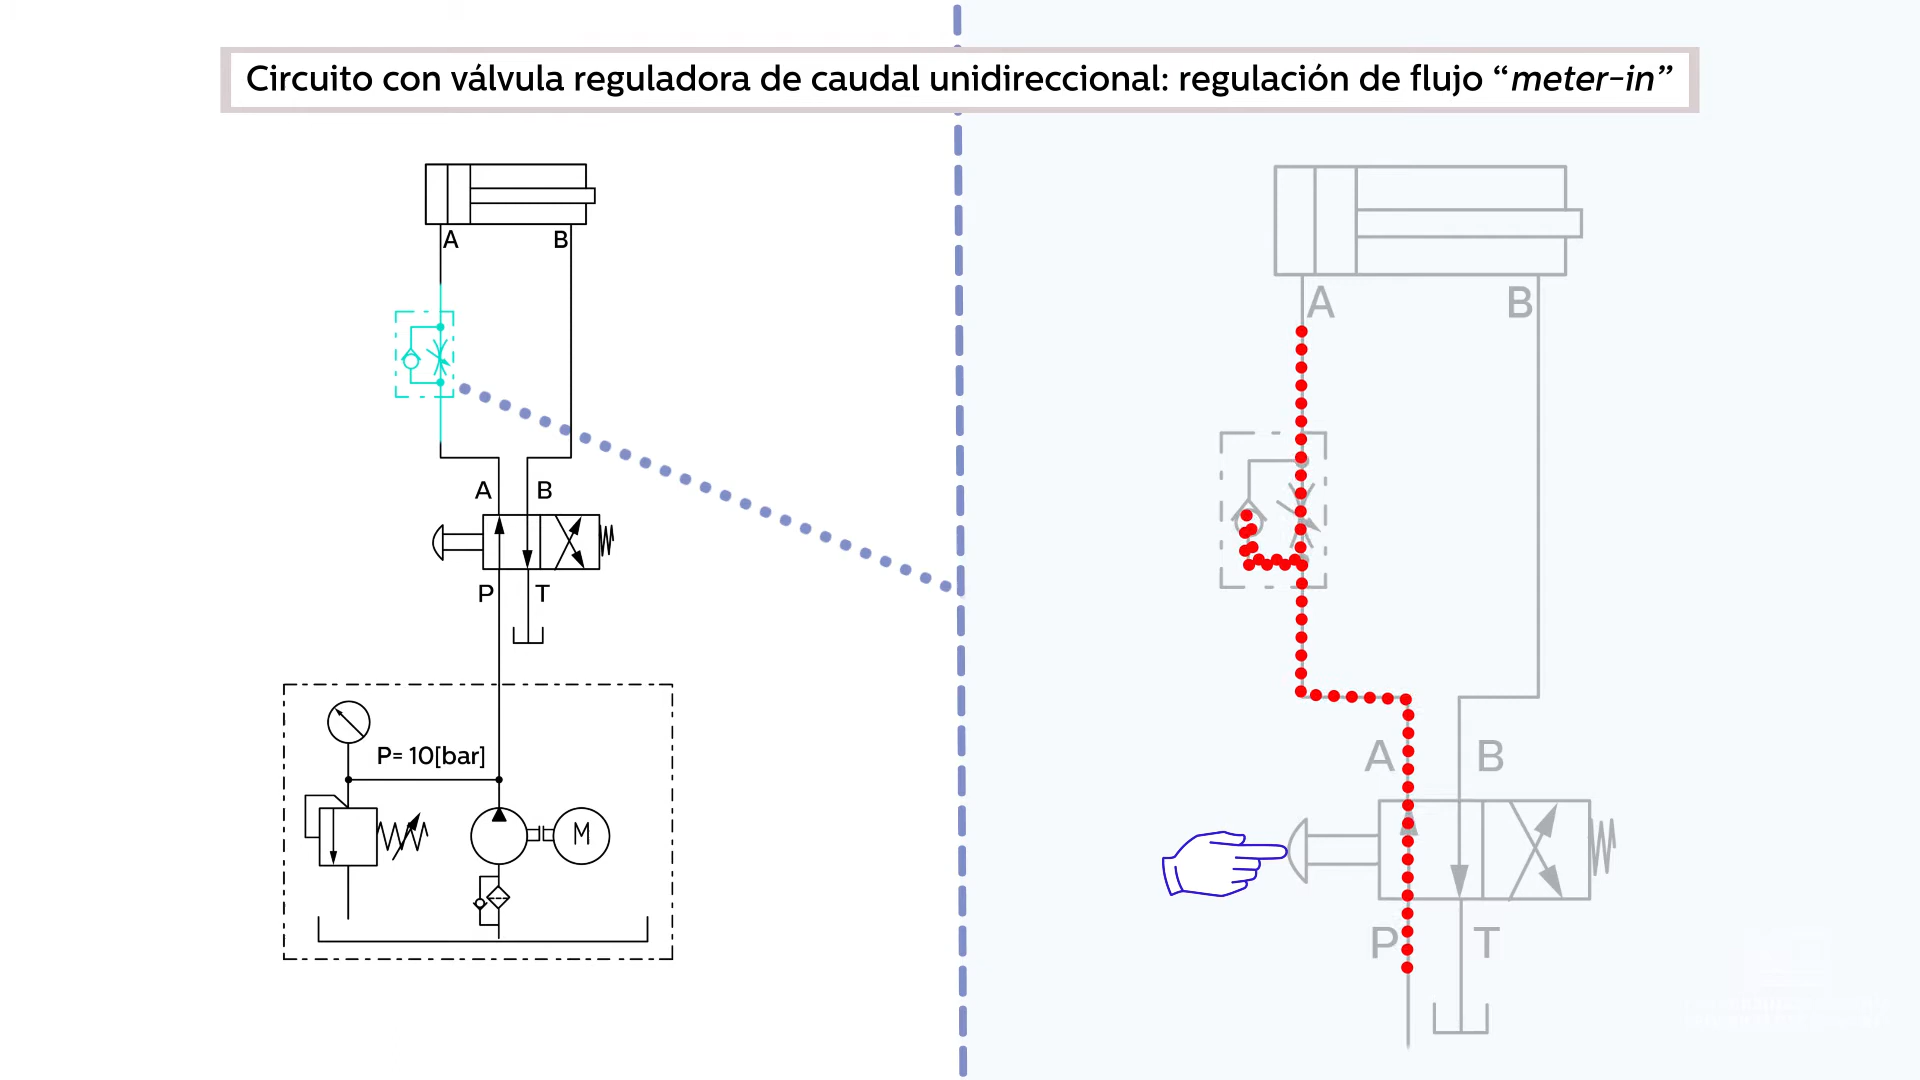 Circuito con válvula reguladora de caudal unidireccional: regulación de flujo “meter-in”
A B
A B
P T
P= 10[bar]
M
A B
A B
P T